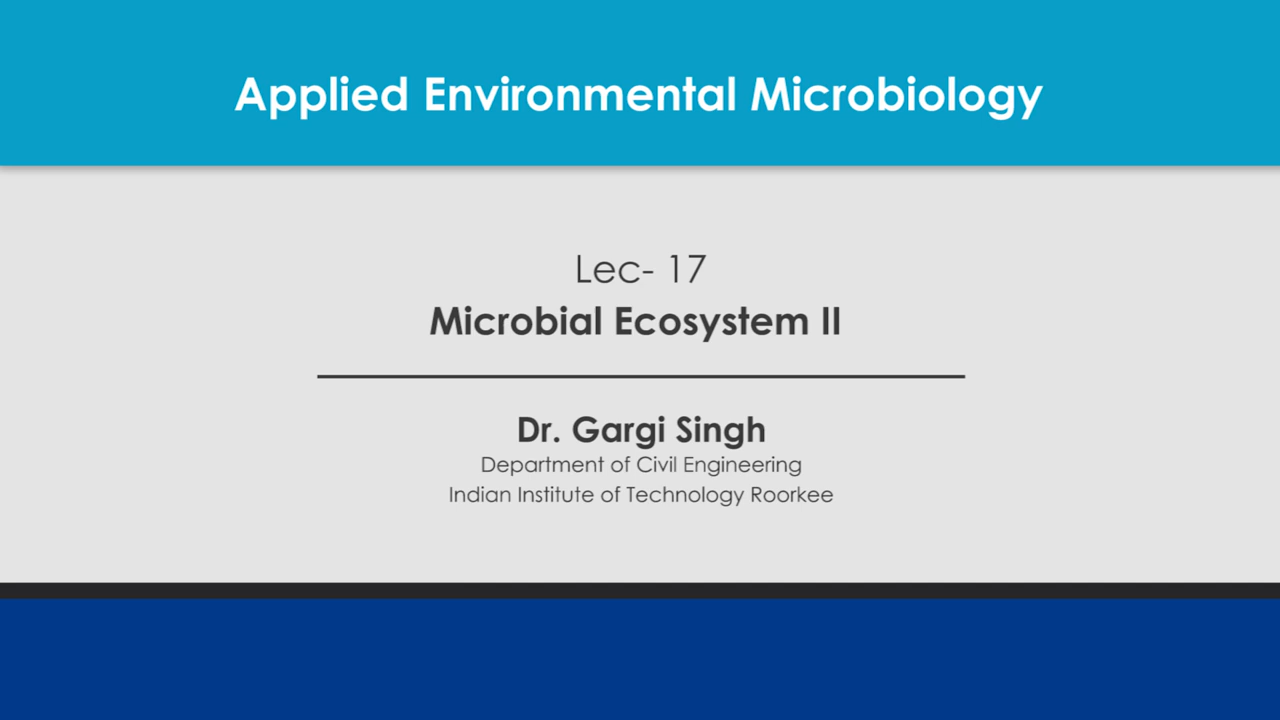 Applied Environmental Microbiology
Lec- 17
Microbial Ecosystem II
Dr. Gargi Singh
Department of Civil Engineering
Indian Institute of Technology Roorkee